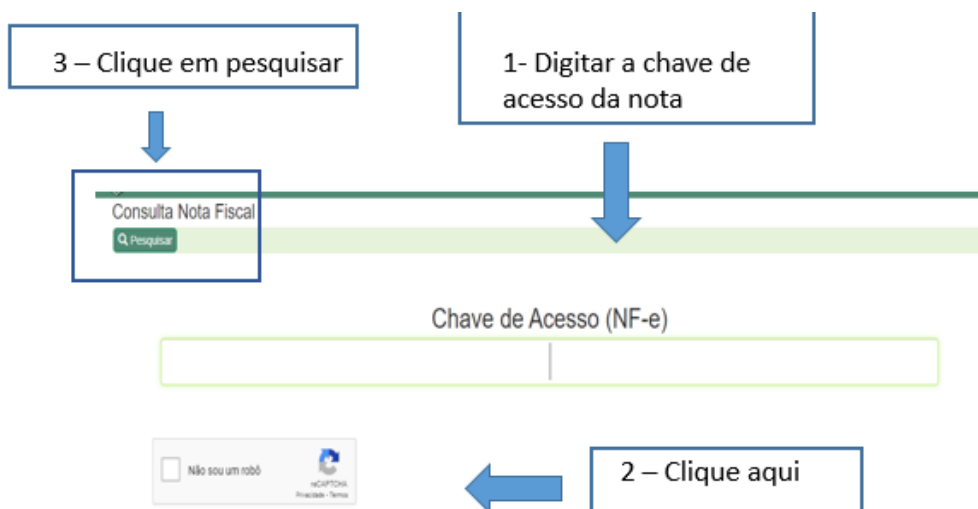 3 – Clique em pesquisar
1- Digitar a chave de
acesso da nota
Consulta Nota Fiscal
Pesquisar
Chave de Acesso (NF-e)
Não sou um robô
reCAPTCHA
Privacidade - Termos
2 – Clique aqui